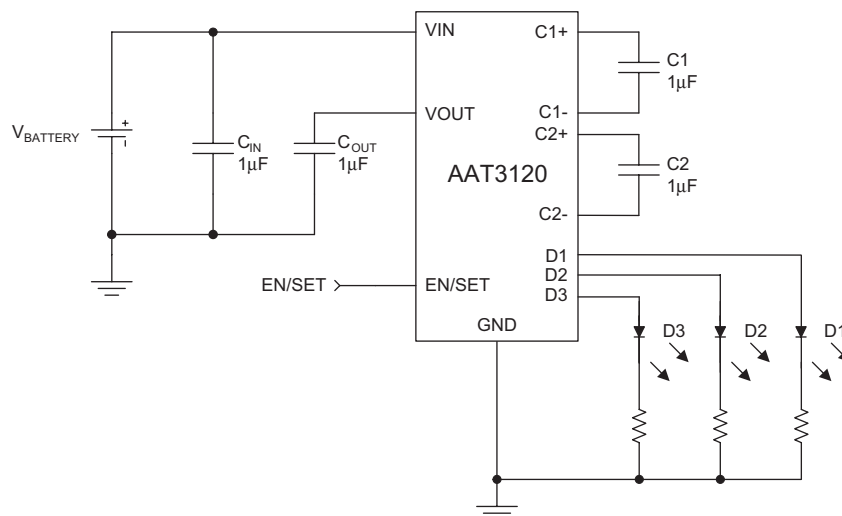 VIN
C1+
C1
1µF
C1-
VOUT
C2+
VBATTERY
+
-
CIN
1µF
COUT
1µF
AAT3120
C2
1µF
C2-
D1
D2
D3
EN/SET
EN/SET
GND
D3
D2
D1